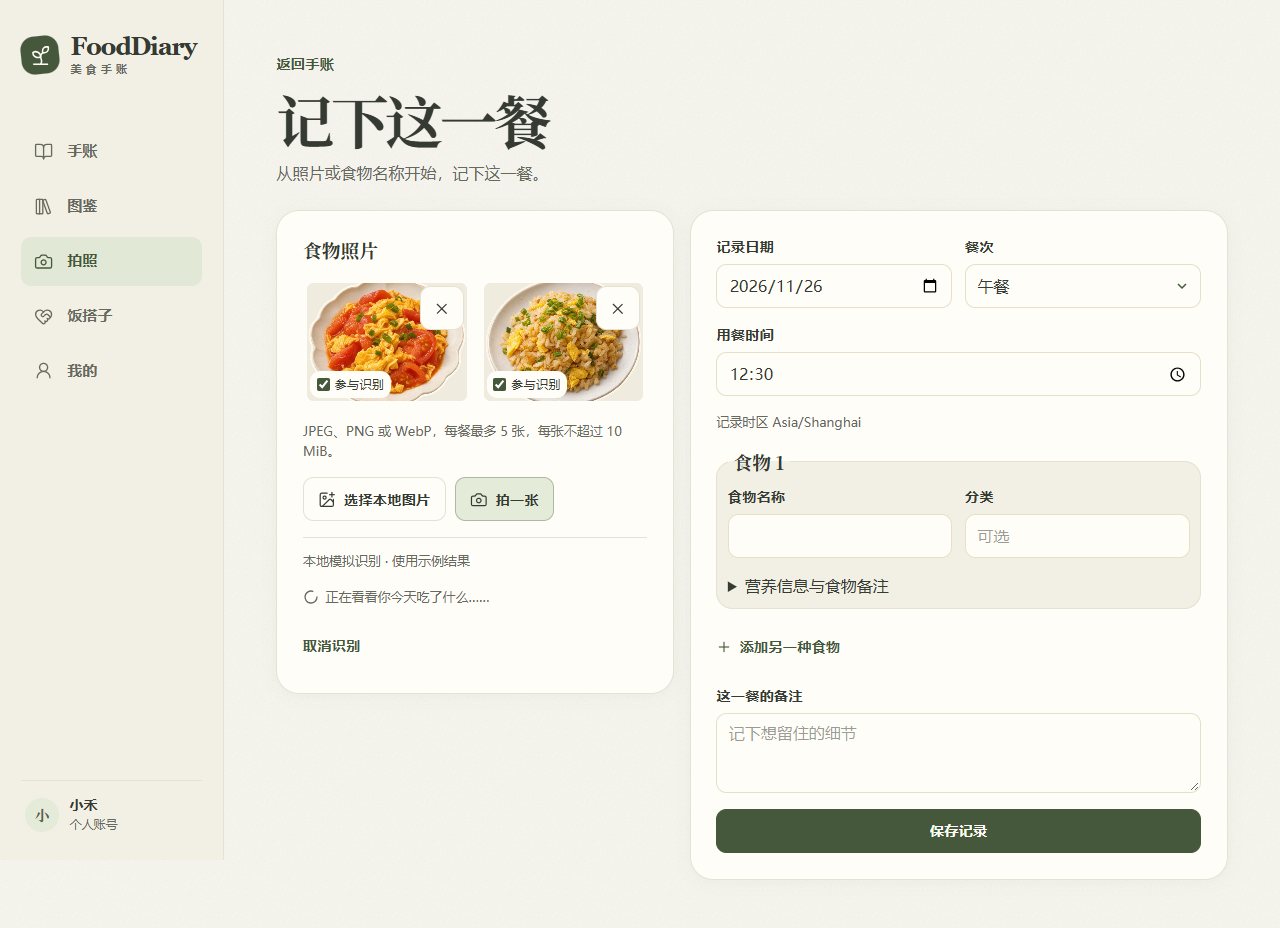 FoodDiary
美食手账
手账
图鉴
拍照
饭搭子
我的
小
小禾
个人账号
返回手账
记下这一餐
从照片或食物名称开始，记下这一餐。
食物照片
参与识别
参与识别
JPEG、PNG 或 WebP，每餐最多 5 张，每张不超过 10
MiB。
选择本地图片
拍一张
本地模拟识别 · 使用示例结果
正在看看你今天吃了什么……
取消识别
记录日期
餐次
2026/11/26
午餐
用餐时间
12:30
记录时区 Asia/Shanghai
食物 1
食物名称
分类
可选
营养信息与食物备注
添加另一种食物
这一餐的备注
记下想留住的细节
保存记录